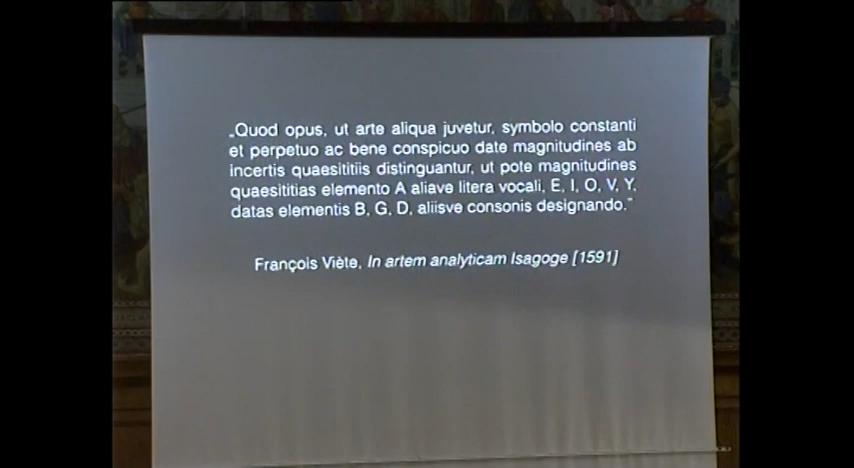 „Quod opus, ut arte aliqua juvetur, symbolo constanti
et perpetuo ac bene conspicuo date magnitudines ab
incertis quaesititiis distinguantur, ut pote magnitudines
quaesititias elemento A aliave litera vocali, E, I, O, V, Y,
datas elementis B, G, D, aliisve consonis designando.”
François Viète, In artem analyticam Isagoge [1591]